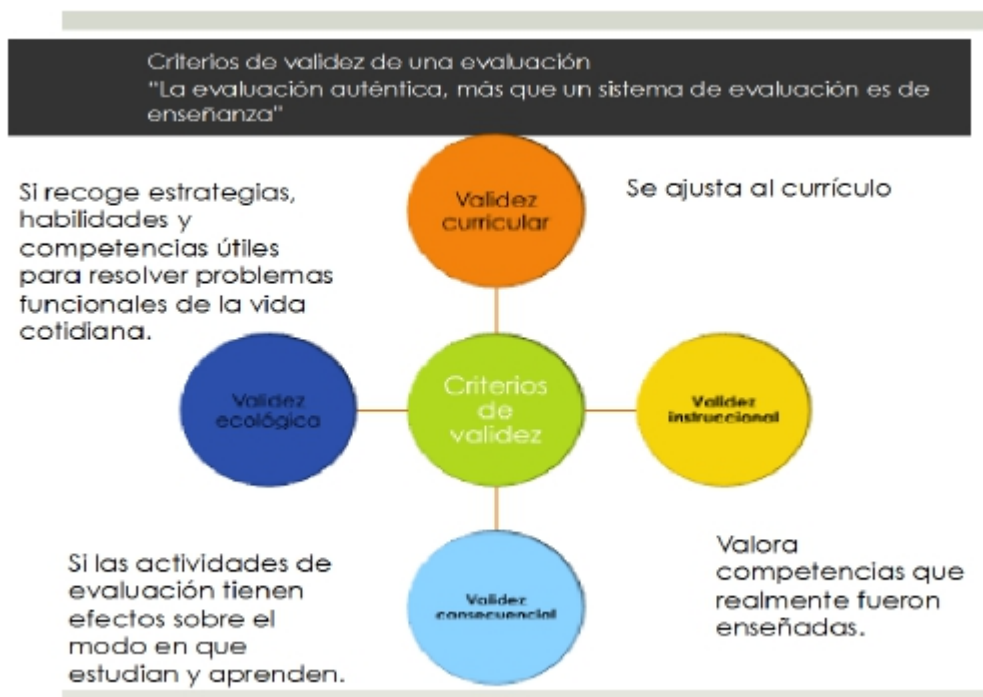 Criterios de validez de una evaluación
"La evaluación auténtica, más que un sistema de evaluación es de
enseñanza"
Validez
curricular
Se ajusta al currículo
Si recoge estrategias,
habilidades y
competencias útiles
para resolver problemas
funcionales de la vida
cotidiana.
Validez
ecológica
Criterios
de
validez
Validez
instruccional
Valora
competencias que
realmente fueron
enseñadas.
Si las actividades de
evaluación tienen
efectos sobre el
modo en que
estudian y aprenden.
Validez
consecuencial